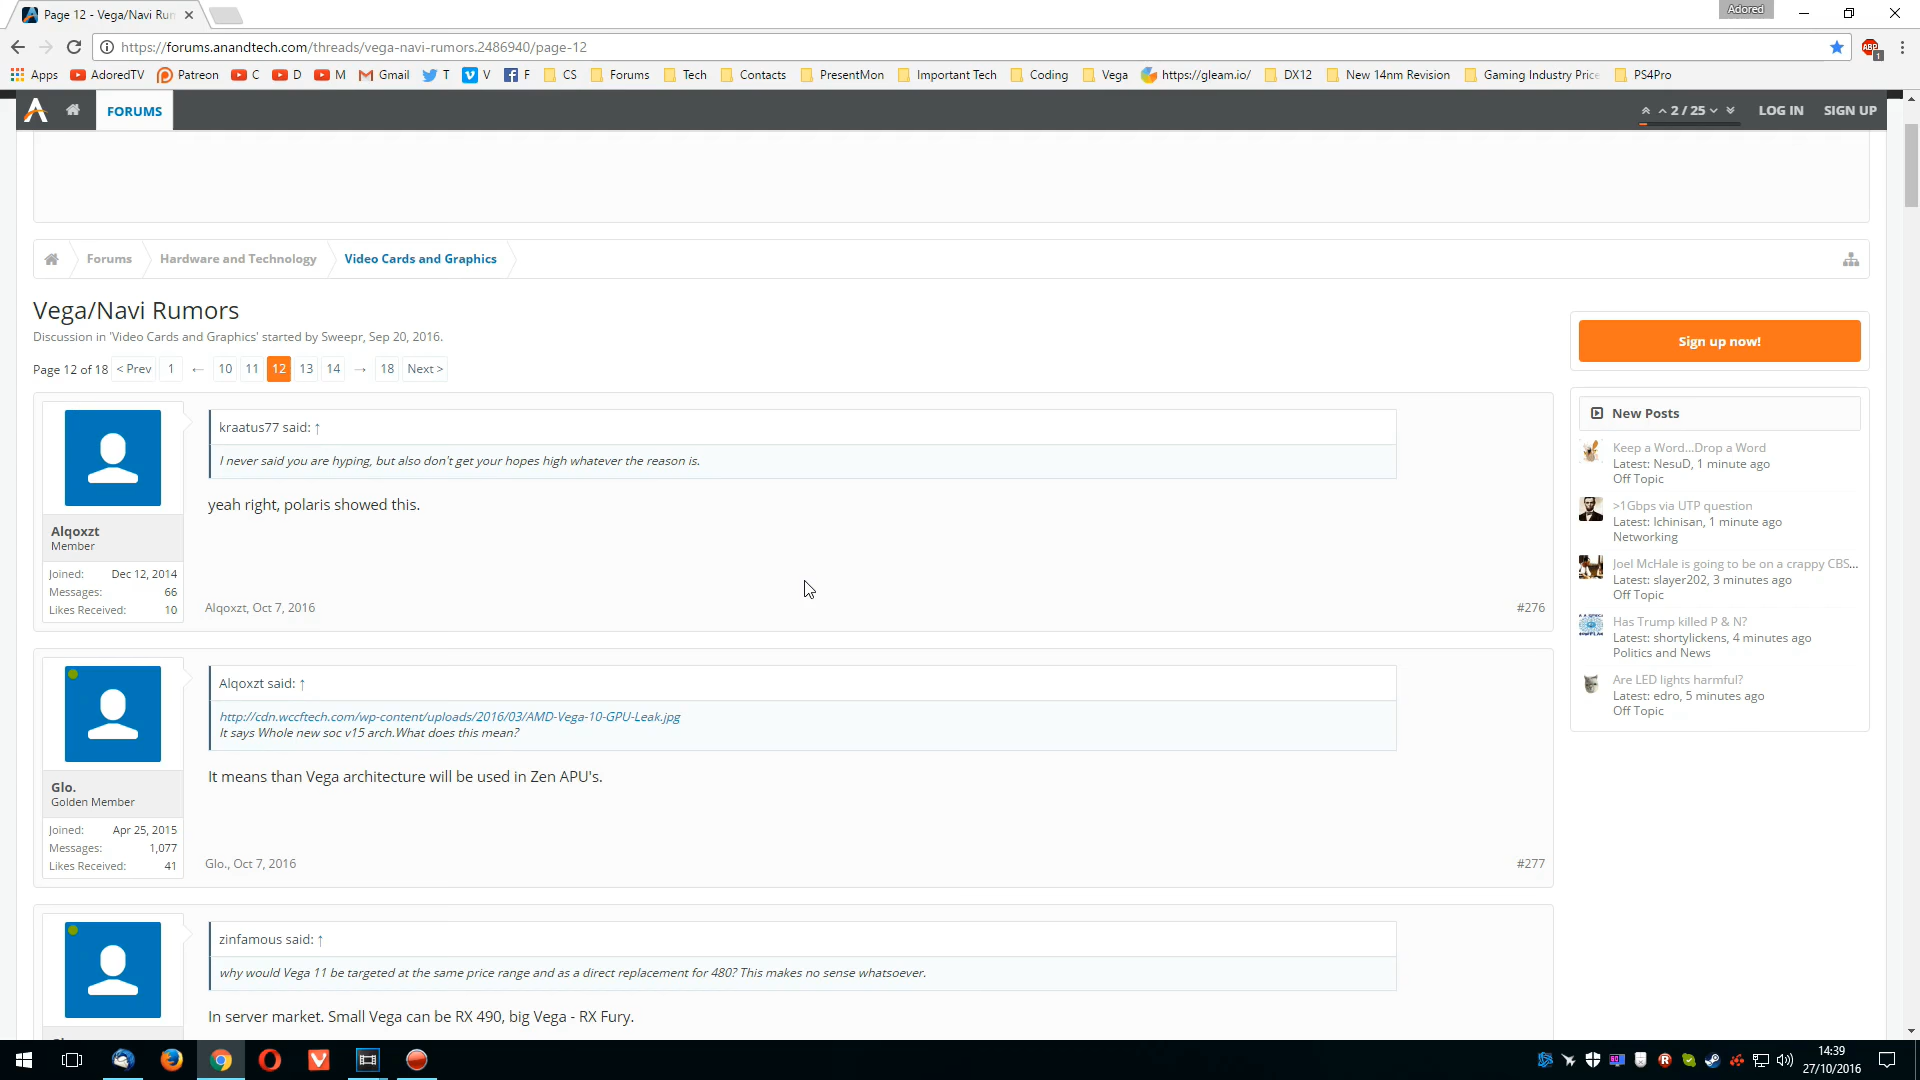 Page 12 - Vega/Navi Run
Adored
https://forums.anandtech.com/threads/vega-navi-rumors.2486940/page-12
ABP
1
Apps
AdoredTV
Patreon
C
D
M
Gmail
T
V
F
CS
Forums
Tech
Contacts
PresentMon
Important Tech
Coding
Vega
https://gleam.io/
DX12
New 14nm Revision
Gaming Industry Price
PS4Pro
FORUMS
2 / 25
LOG IN
SIGN UP
Forums
Hardware and Technology
Video Cards and Graphics
Vega/Navi Rumors
Discussion in 'Video Cards and Graphics' started by Sweepr, Sep 20, 2016.
Page 12 of 18
< Prev
1
←
10
11
12
13
14
→
18
Next >
kraatus77 said: ↑
I never said you are hyping, but also don't get your hopes high whatever the reason is.
yeah right, polaris showed this.
Alqoxzt
Member
Joined: Dec 12, 2014
Messages: 66
Likes Received: 10
Alqoxzt, Oct 7, 2016
#276
Alqoxzt said: ↑
http://cdn.wccftech.com/wp-content/uploads/2016/03/AMD-Vega-10-GPU-Leak.jpg
It says Whole new soc v15 arch.What does this mean?
It means than Vega architecture will be used in Zen APU's.
Glo.
Golden Member
Joined: Apr 25, 2015
Messages: 1,077
Likes Received: 41
Glo., Oct 7, 2016
#277
zinfamous said: ↑
why would Vega 11 be targeted at the same price range and as a direct replacement for 480? This makes no sense whatsoever.
In server market. Small Vega can be RX 490, big Vega - RX Fury.
Sign up now!
New Posts
Keep a Word...Drop a Word
Latest: NesuD, 1 minute ago
Off Topic
>1Gbps via UTP question
Latest: Ichinisan, 1 minute ago
Networking
Joel McHale is going to be on a crappy CBS...
Latest: slayer202, 3 minutes ago
Off Topic
Has Trump killed P & N?
Latest: shortylickens, 4 minutes ago
Politics and News
Are LED lights harmful?
Latest: edro, 5 minutes ago
Off Topic
14:39
27/10/2016